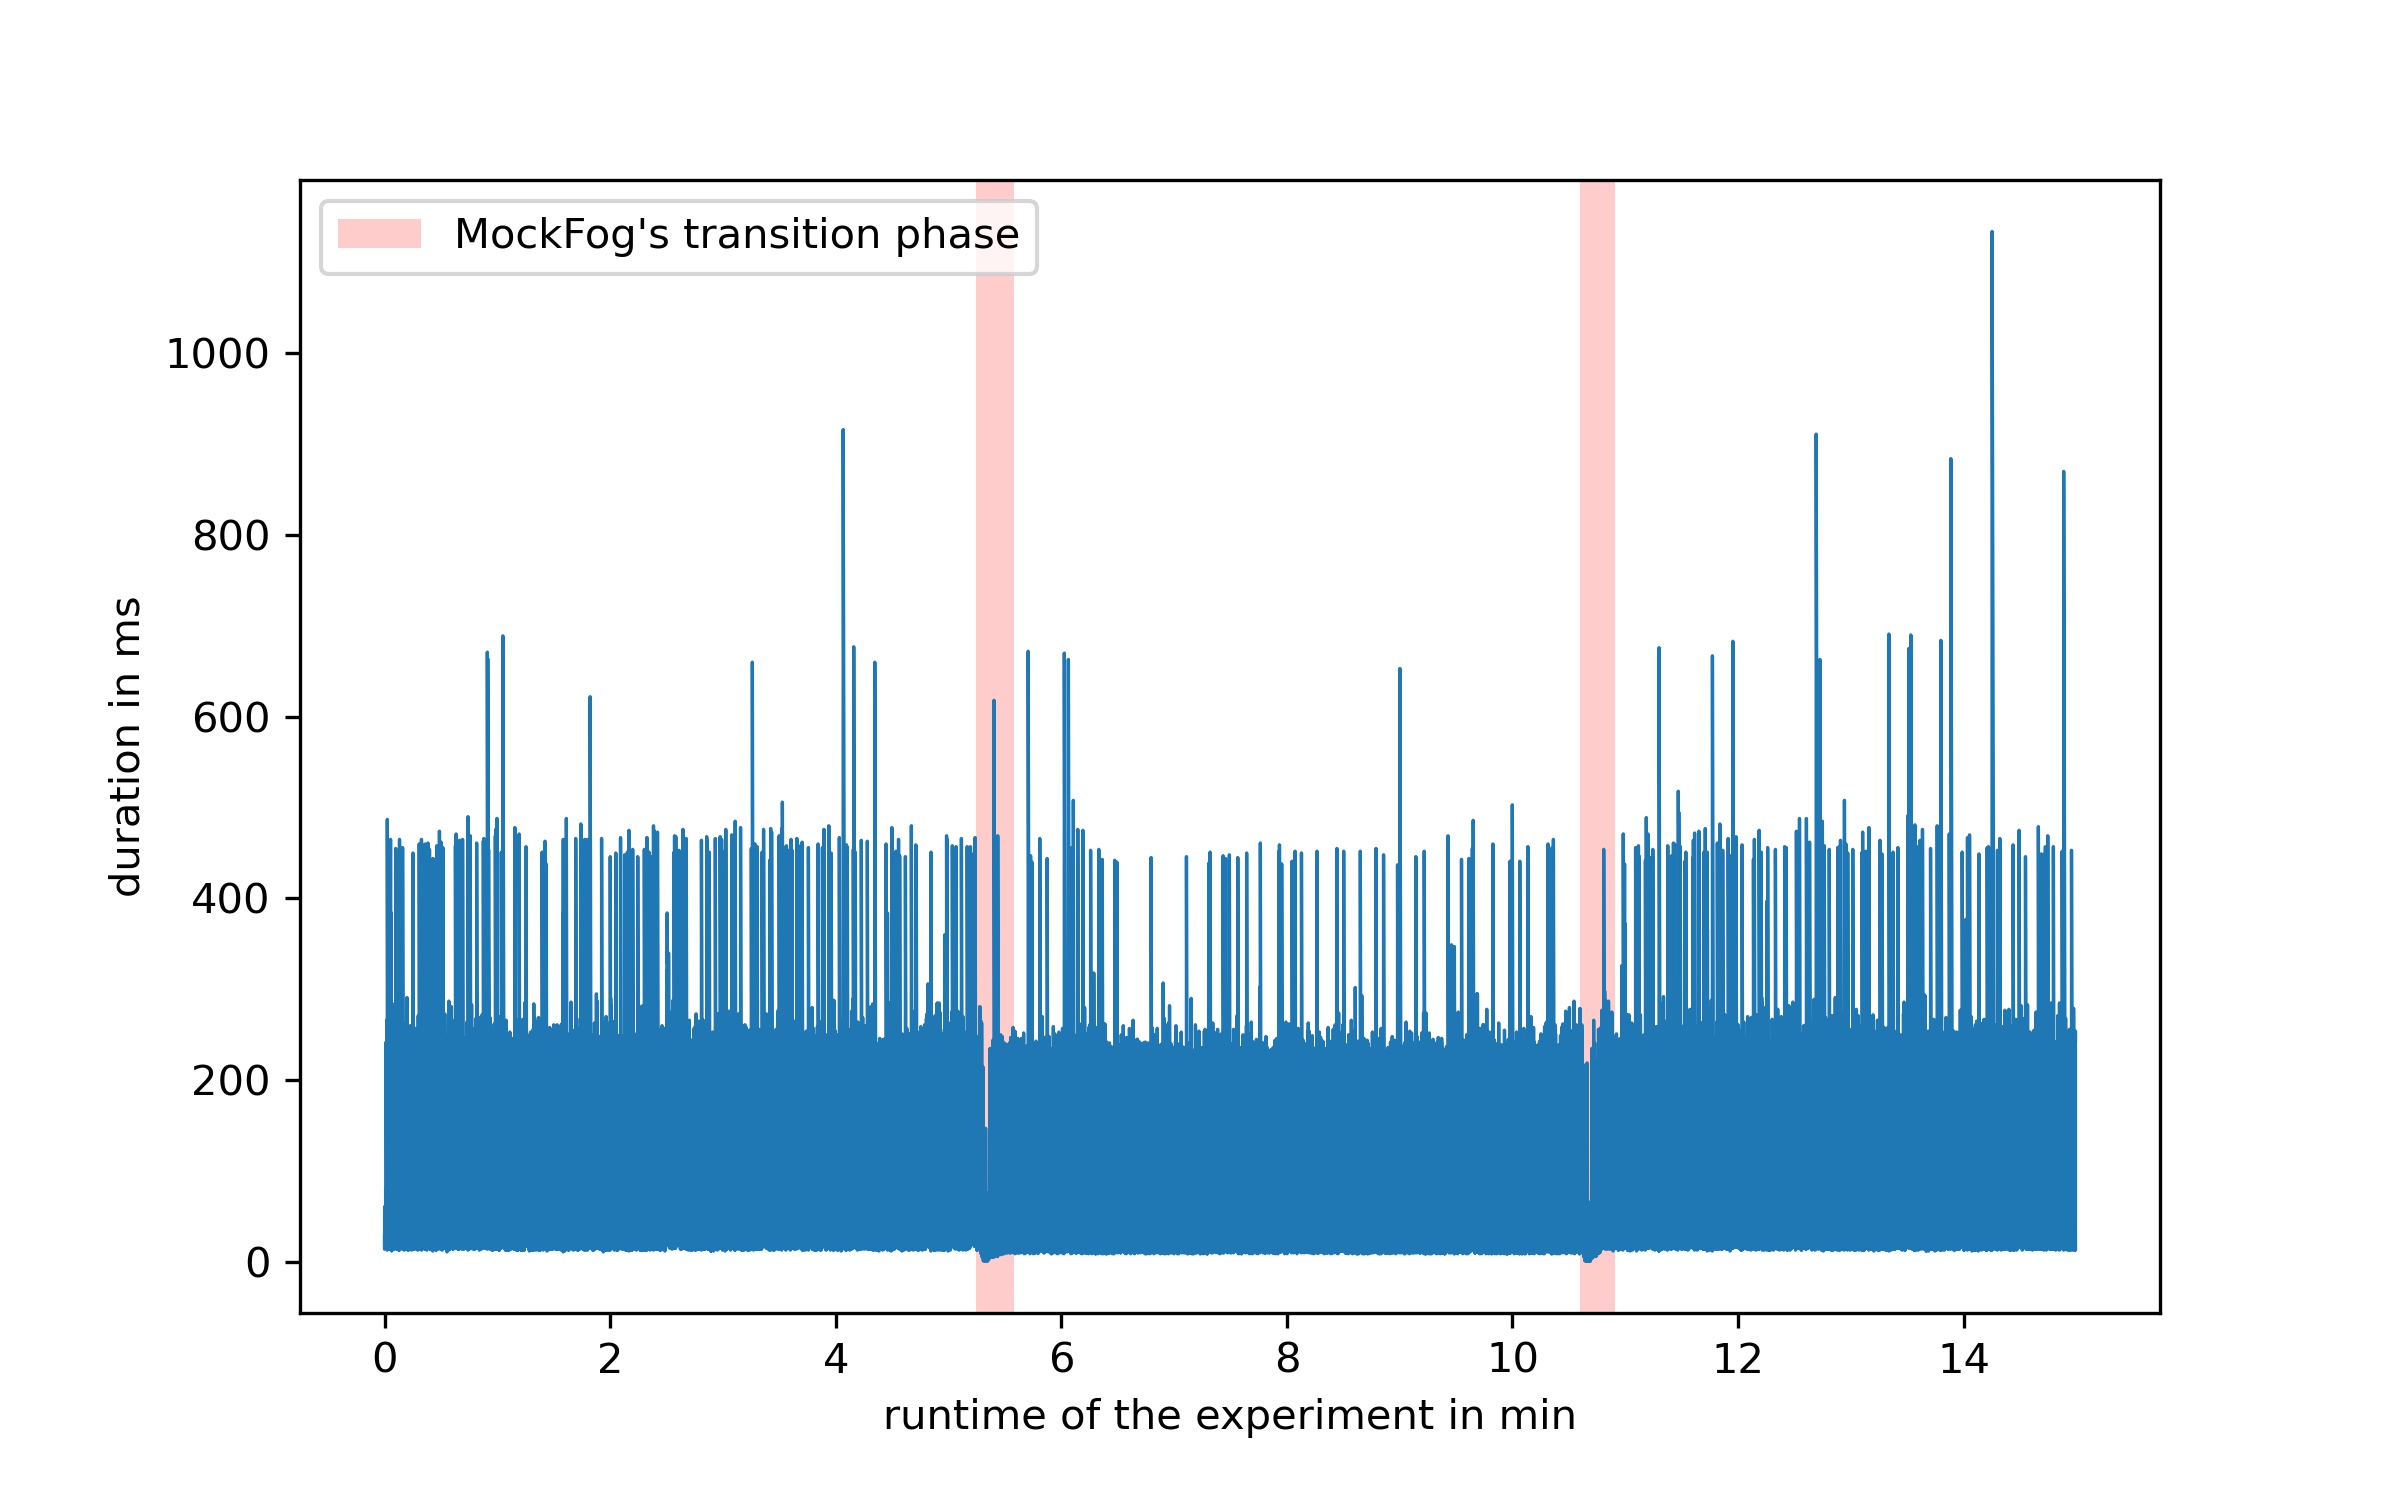 MockFog's transition phase
1000
800
600
400
200
0
duration in ms
0 2 4 6 8 10 12 14
runtime of the experiment in min